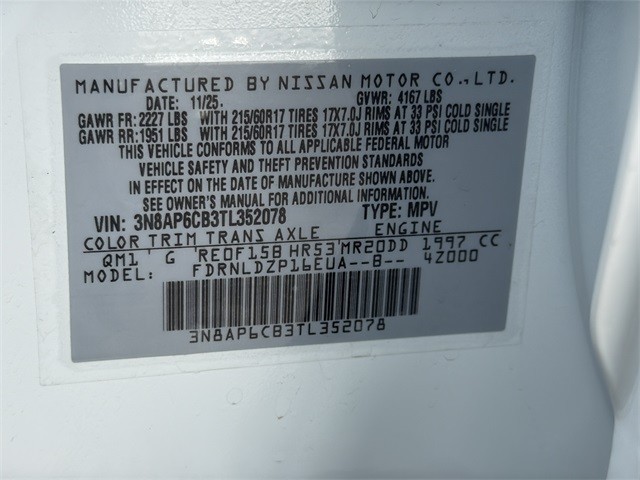 MANUFACTURED BY NISSAN MOTOR CO., LTD.
DATE: 11/25. GVWR: 4167 LBS
GAWR FR: 2227 LBS WITH 215/60R17 TIRES 17X7.0J RIMS AT 33 PSI COLD SINGLE
GAWR RR: 1951 LBS WITH 215/60R17 TIRES 17X7.0J RIMS AT 33 PSI COLD SINGLE
THIS VEHICLE CONFORMS TO ALL APPLICABLE FEDERAL MOTOR
VEHICLE SAFETY AND THEFT PREVENTION STANDARDS
IN EFFECT ON THE DATE OF MANUFACTURE SHOWN ABOVE.
SEE OWNER'S MANUAL FOR ADDITIONAL INFORMATION.
VIN: 3N8AP6CB3TL352078 TYPE: MPV
COLOR TRIM TRANS AXLE ENGINE
QM1 ' G RE0F15B HR53'MR20DD 1997 CC
MODEL: FDRNLDZP16EUA--B-- 4Z000
3N8AP6CB3TL352078